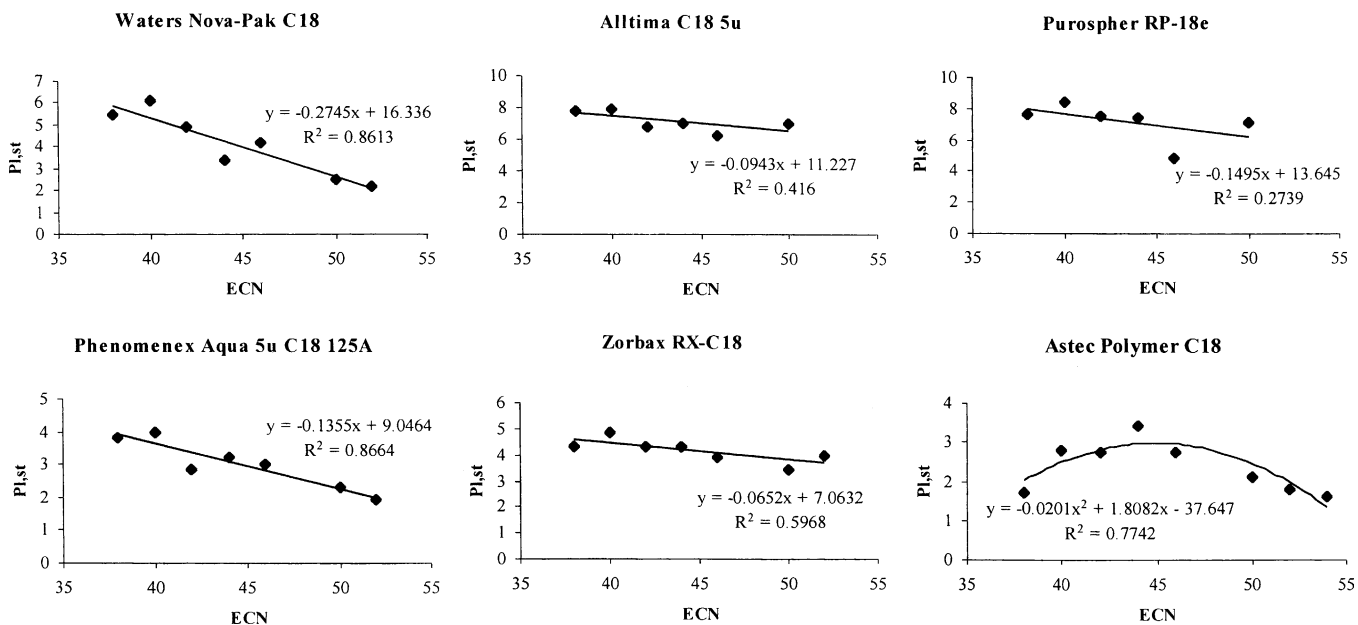 Waters Nova-Pak C18
7
6
5
4
3
2
1
0
Pl,st
y = -0.2745x + 16.336
R² = 0.8613
35 40 45 50 55
ECN
Alltima C18 5u
10
8
6
4
2
0
Pl,st
y = -0.0943x + 11.227
R² = 0.416
35 40 45 50 55
ECN
Purospher RP-18e
10
8
6
4
2
0
Pl,st
y = -0.1495x + 13.645
R² = 0.2739
35 40 45 50 55
ECN
Phenomenex Aqua 5u C18 125A
5
4
3
2
1
0
Pl,st
y = -0.1355x + 9.0464
R² = 0.8664
35 40 45 50 55
ECN
Zorbax RX-C18
6
5
4
3
2
1
0
Pl,st
y = -0.0652x + 7.0632
R² = 0.5968
35 40 45 50 55
ECN
Astec Polymer C18
4
3
2
1
0
Pl,st
y = -0.0201x² + 1.8082x - 37.647
R² = 0.7742
35 40 45 50 55
ECN